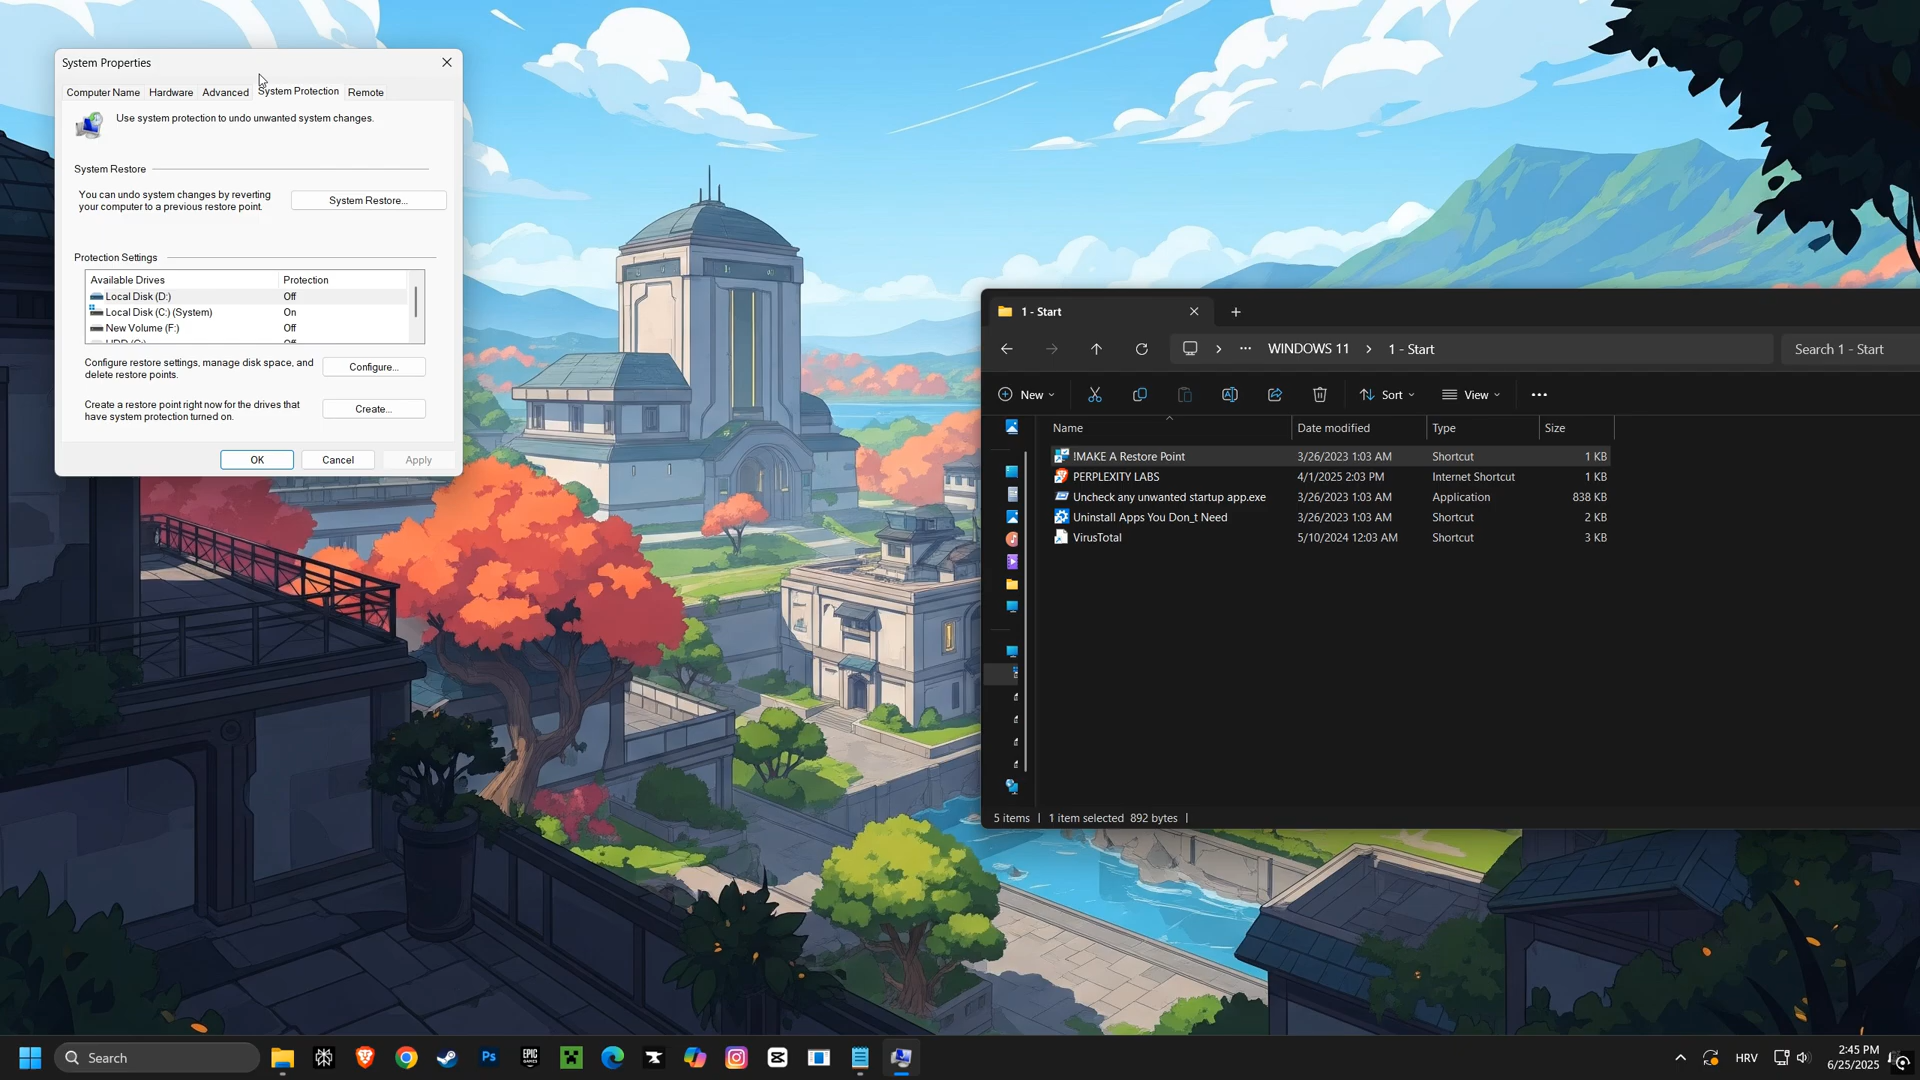 System Properties
Computer Name
Hardware
Advanced
System Protection
Remote
Use system protection to undo unwanted system changes.
System Restore
You can undo system changes by reverting
your computer to a previous restore point.
System Restore...
Protection Settings
Available Drives
Protection
Local Disk (D:)
Off
Local Disk (C:) (System)
On
New Volume (F:)
Off
Configure restore settings, manage disk space, and
delete restore points.
Configure...
Create a restore point right now for the drives that
have system protection turned on.
Create...
OK
Cancel
Apply
1 - Start
WINDOWS 11
1 - Start
Search 1 - Start
New
Sort
View
Name
Date modified
Type
Size
!MAKE A Restore Point
3/26/2023 1:03 AM
Shortcut
1 KB
PERPLEXITY LABS
4/1/2025 2:03 PM
Internet Shortcut
1 KB
Uncheck any unwanted startup app.exe
3/26/2023 1:03 AM
Application
838 KB
Uninstall Apps You Don_t Need
3/26/2023 1:03 AM
Shortcut
2 KB
VirusTotal
5/10/2024 12:03 AM
Shortcut
3 KB
5 items
1 item selected 892 bytes
Search
Ps
EPIC
GAMES
HRV
2:45 PM
6/25/2025